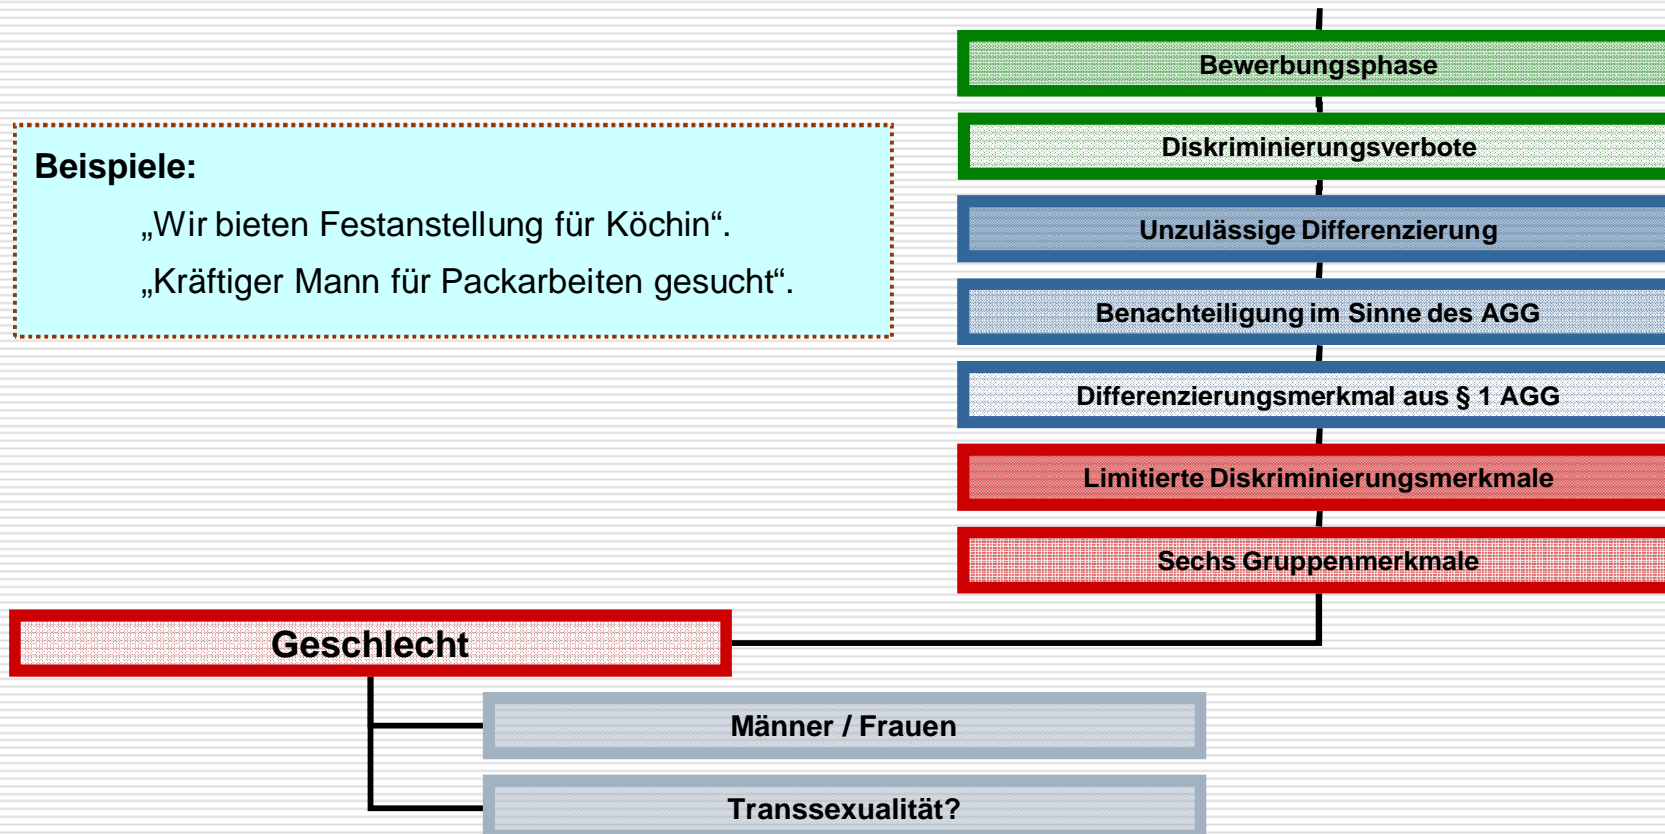 Bewerbungsphase
Diskriminierungsverbote
Beispiele:
„Wir bieten Festanstellung für Köchin“.
„Kräftiger Mann für Packarbeiten gesucht“.
Unzulässige Differenzierung
Benachteiligung im Sinne des AGG
Differenzierungsmerkmal aus § 1 AGG
Limitierte Diskriminierungsmerkmale
Sechs Gruppenmerkmale
Geschlecht
Männer / Frauen
Transsexualität?